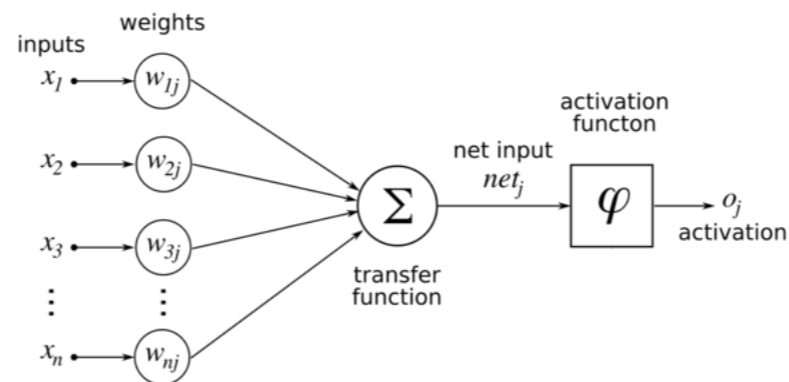 weights
inputs
x1
w1j
activation
functon
x2
w2j
net input
netj
Σ
φ
oj
activation
x3
w3j
transfer
function
⋮
⋮
xn
wnj